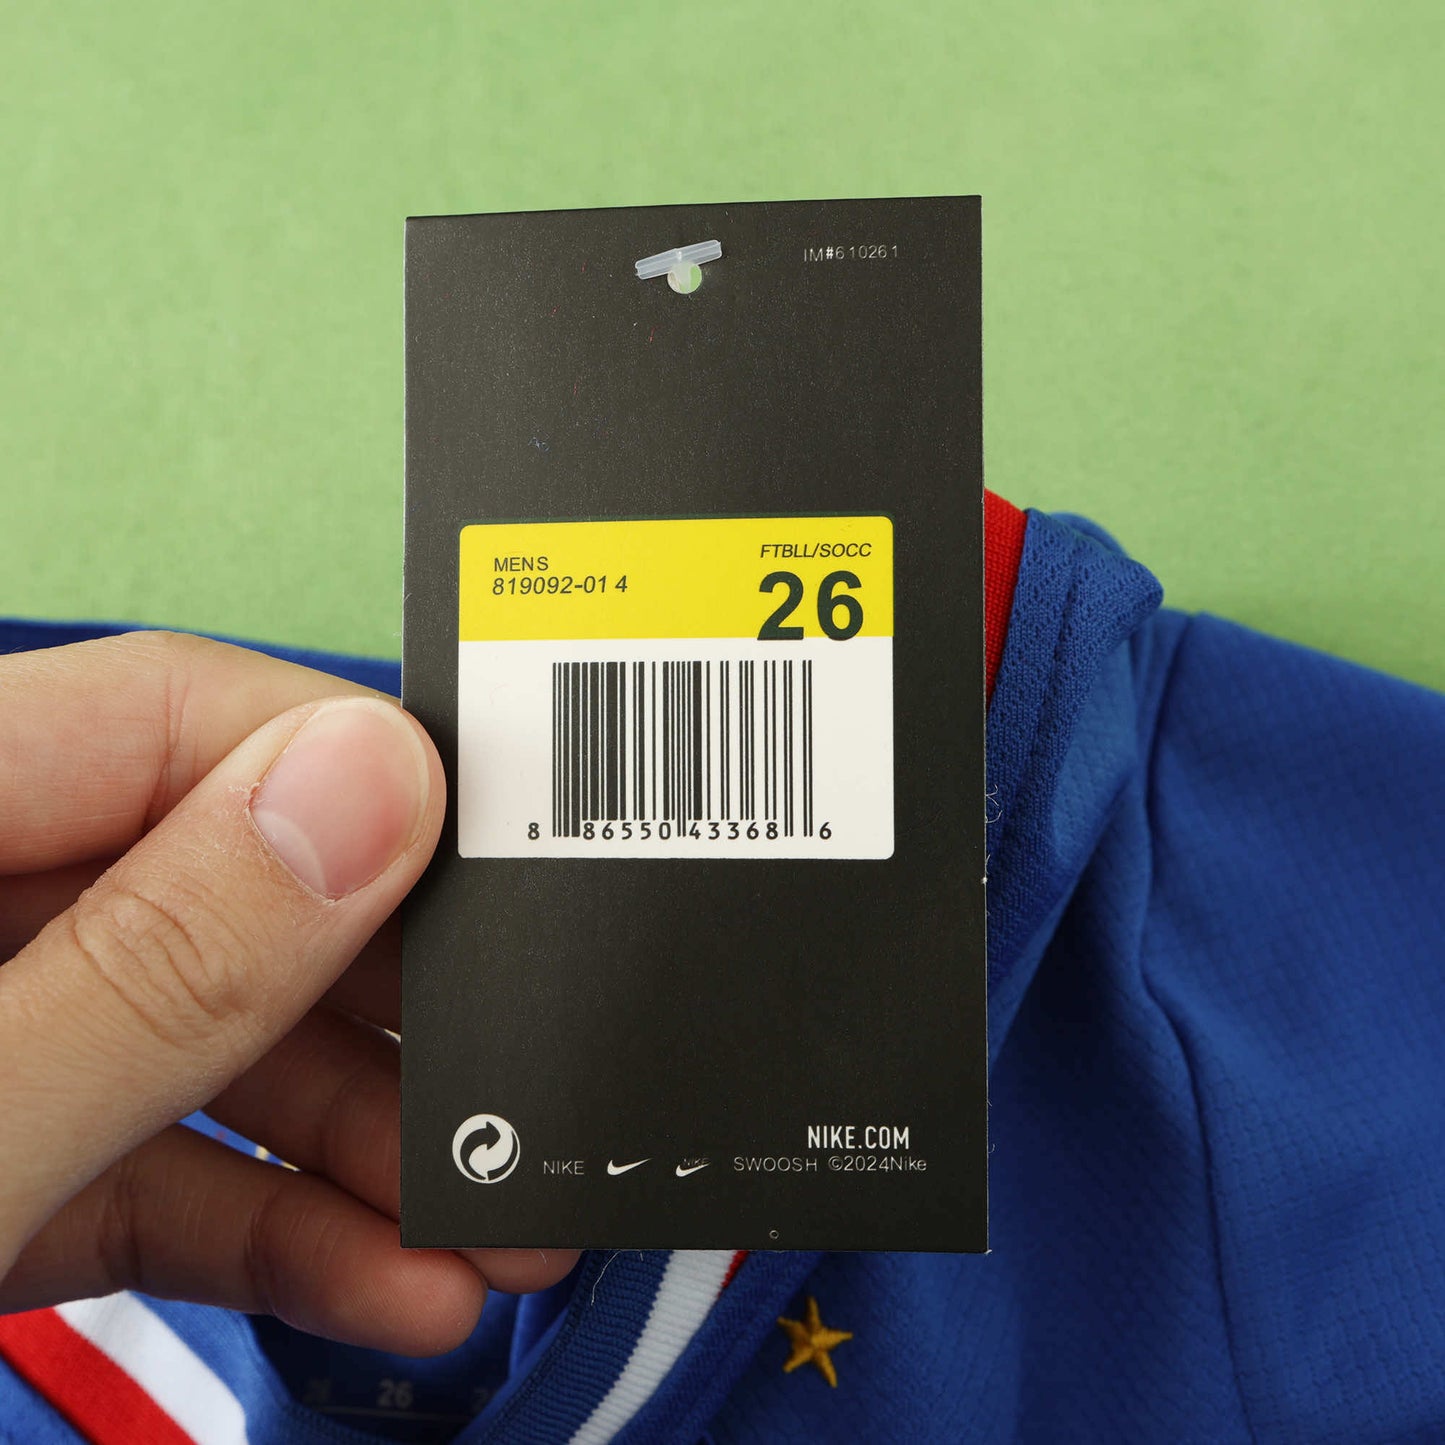 IM#610261
MENS
819092-01 4
FTBLL/SOCC
26
8 86550 43368 6
NIKE.COM
NIKE NIKE SWOOSH ©2024Nike
26